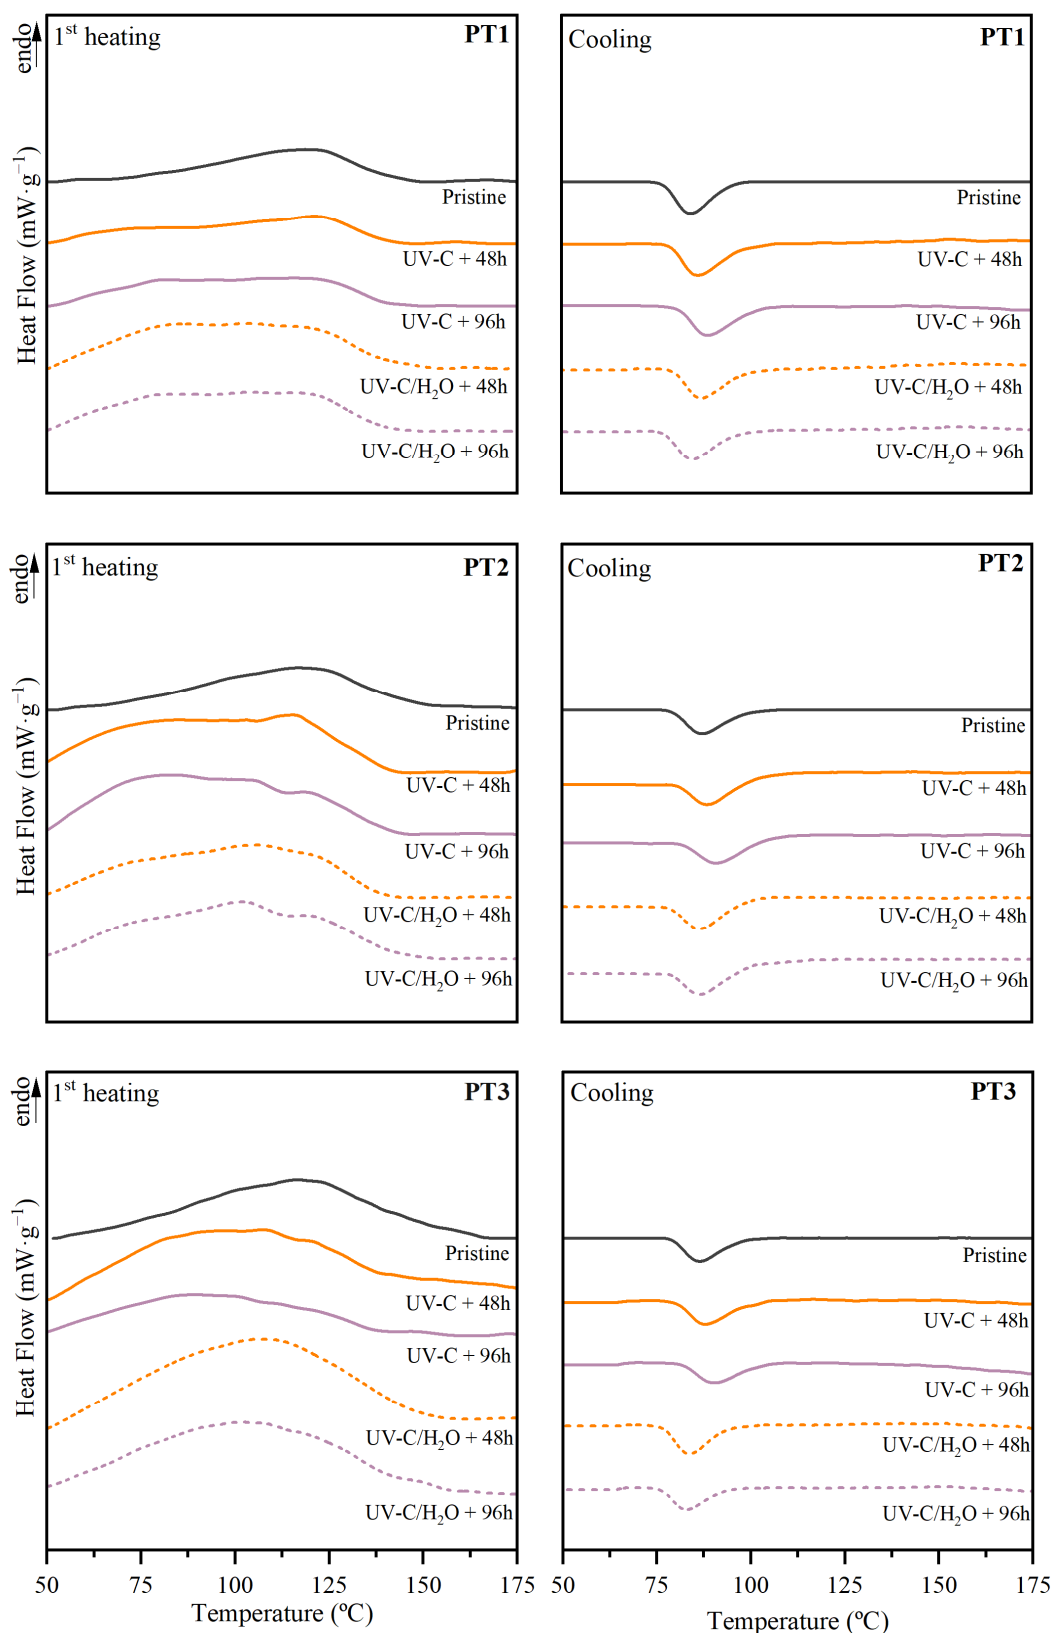 1st heating
PT1
Cooling
PT1
endo
Heat Flow (mW·g⁻¹)
Pristine
UV-C + 48h
UV-C + 96h
UV-C/H₂O + 48h
UV-C/H₂O + 96h
Pristine
UV-C + 48h
UV-C + 96h
UV-C/H₂O + 48h
UV-C/H₂O + 96h
1st heating
PT2
Cooling
PT2
endo
Heat Flow (mW·g⁻¹)
Pristine
UV-C + 48h
UV-C + 96h
UV-C/H₂O + 48h
UV-C/H₂O + 96h
Pristine
UV-C + 48h
UV-C + 96h
UV-C/H₂O + 48h
UV-C/H₂O + 96h
1st heating
PT3
Cooling
PT3
endo
Heat Flow (mW·g⁻¹)
Pristine
UV-C + 48h
UV-C + 96h
UV-C/H₂O + 48h
UV-C/H₂O + 96h
Pristine
UV-C + 48h
UV-C + 96h
UV-C/H₂O + 48h
UV-C/H₂O + 96h
50 75 100 125 150 175
Temperature (ºC)
50 75 100 125 150 175
Temperature (ºC)